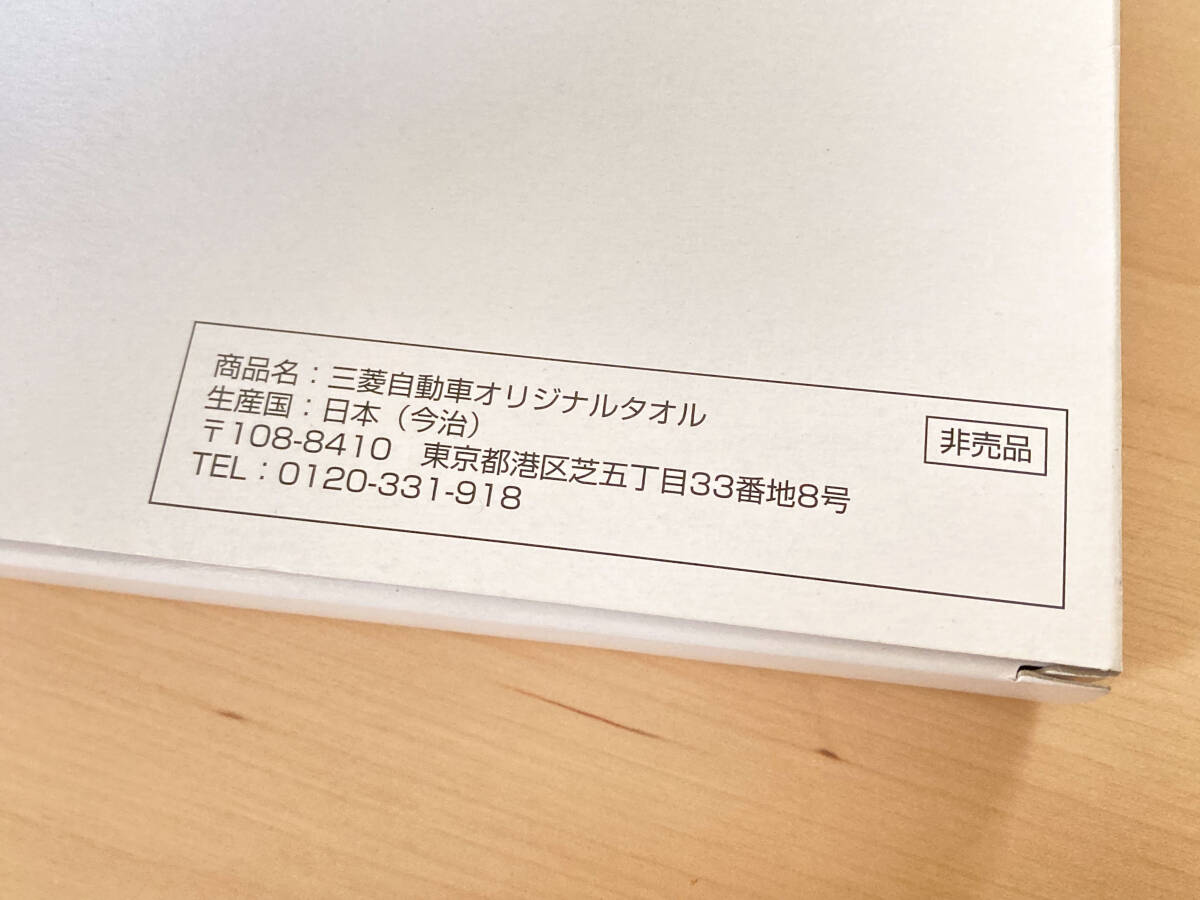 商品名：三菱自動車オリジナルタオル
生産国：日本（今治）
〒108-8410　東京都港区芝五丁目33番地8号
TEL：0120-331-918
非売品